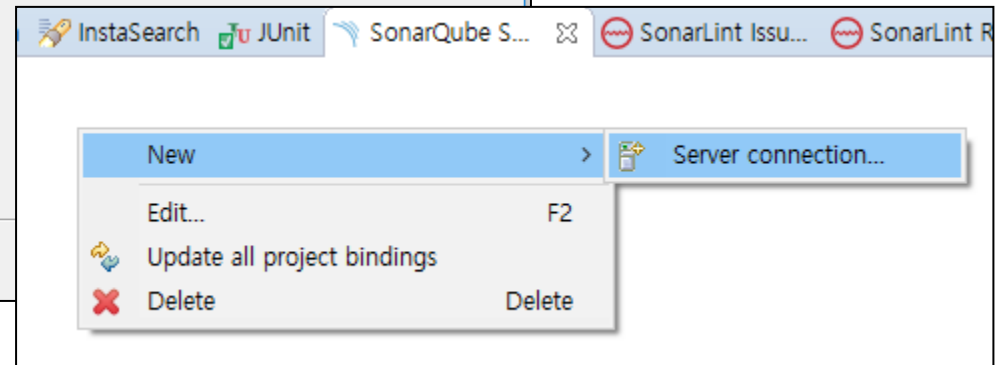 InstaSearch JUnit SonarQube S... SonarLint Issu... SonarLint R
New > Server connection...
Edit... F2
Update all project bindings
Delete Delete